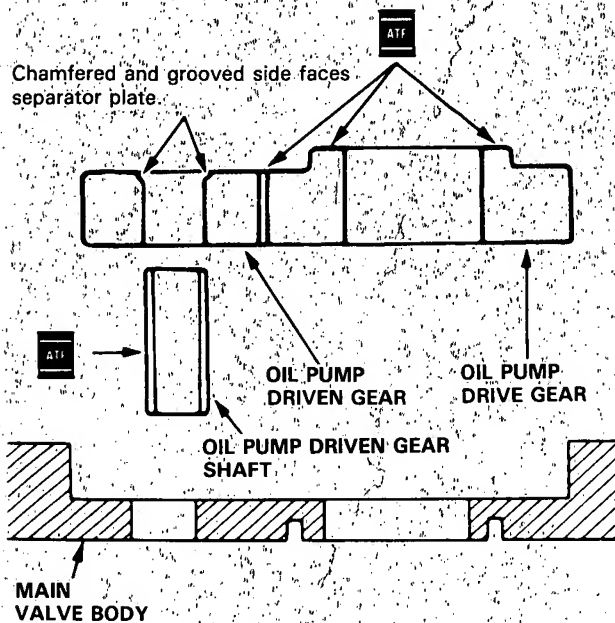 ATF
Chamfered and grooved side faces
separator plate.
ATF
OIL PUMP
DRIVEN GEAR
OIL PUMP
DRIVE GEAR
OIL PUMP DRIVEN GEAR
SHAFT
MAIN
VALVE BODY